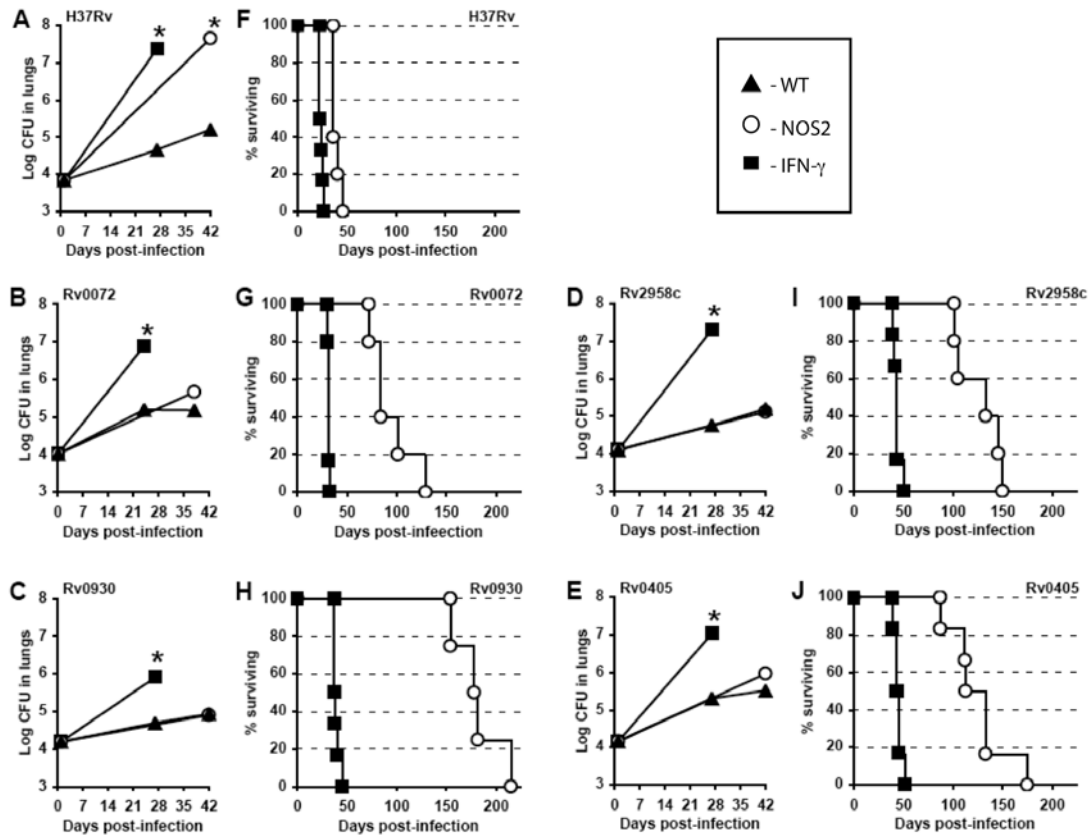 A H37Rv
Log CFU in lungs
8
7
6
5
4
3
* *
0 7 14 21 28 35 42
Days post-infection
F H37Rv
% surviving
100
80
60
40
20
0
0 50 100 150 200
Days post-infection
- WT
- NOS2
- IFN-γ
B Rv0072
Log CFU in lungs
8
7
6
5
4
3
*
0 7 14 21 28 35 42
Days post-infection
G Rv0072
% surviving
100
80
60
40
20
0
0 50 100 150 200
Days post-infeection
D Rv2958c
Log CFU in lungs
8
7
6
5
4
3
*
0 7 14 21 28 35 42
Days post-infection
I Rv2958c
% surviving
100
80
60
40
20
0
0 50 100 150 200
Days post-infection
C Rv0930
Log CFU in lungs
8
7
6
5
4
3
*
0 7 14 21 28 35 42
Days post-infection
H Rv0930
% surviving
100
80
60
40
20
0
0 50 100 150 200
Days post-infection
E Rv0405
Log CFU in lungs
8
7
6
5
4
3
*
0 7 14 21 28 35 42
Days post-infection
J Rv0405
% surviving
100
80
60
40
20
0
0 50 100 150 200
Days post-infection